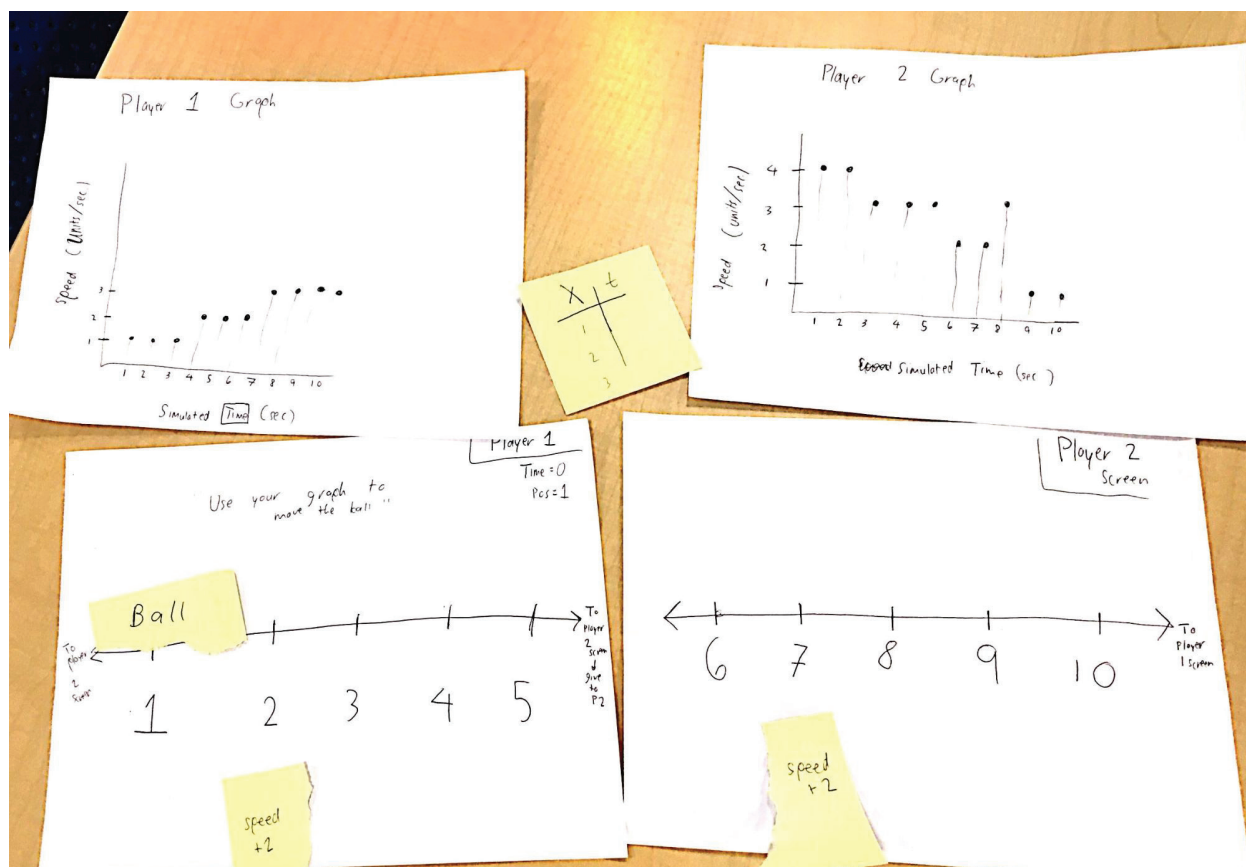 Player 1 Graph
Speed (Units/sec)
3
2
1
1 2 3 4 5 6 7 8 9 10
Simulated Time (sec)
Player 2 Graph
Speed (units/sec)
4
3
2
1
1 2 3 4 5 6 7 8 9 10
Simulated Time (sec)
X t
1
2
3
Player 1
Time=0
Pos=1
Use your graph to
move the ball "
Ball
To
player
2
screen
1 2 3 4 5
To
player
2
screen
&
give
to
P2
speed
+2
Player 2
Screen
6 7 8 9 10
To
Player
1 screen
speed
+2